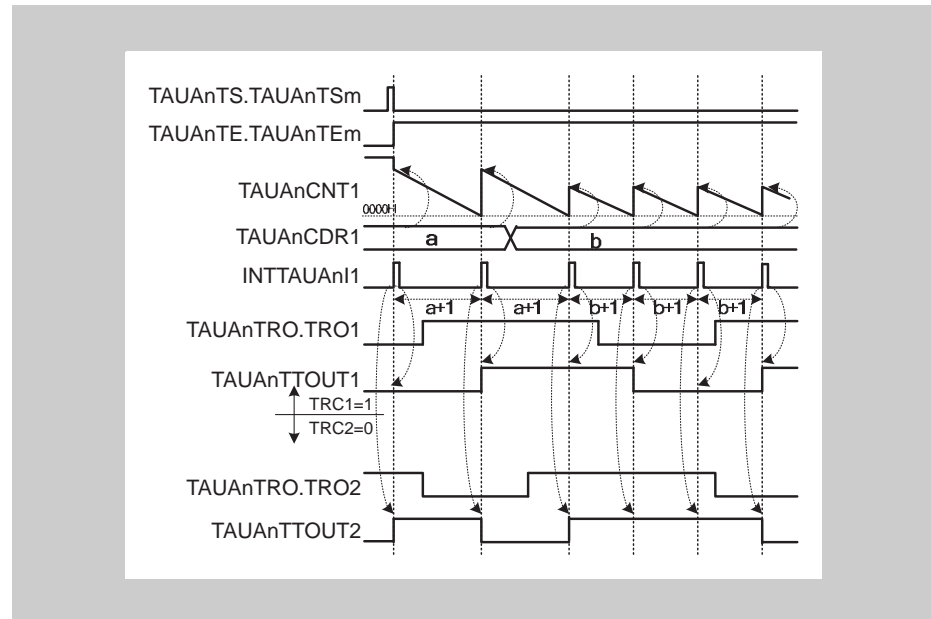 TAUAnTS.TAUAnTSm
TAUAnTE.TAUAnTEm
TAUAnCNT1
0000H
TAUAnCDR1
a
b
INTTAUAnI1
a+1
a+1
b+1
b+1
b+1
TAUAnTRO.TRO1
TAUAnTTOUT1
TRC1=1
TRC2=0
TAUAnTRO.TRO2
TAUAnTTOUT2